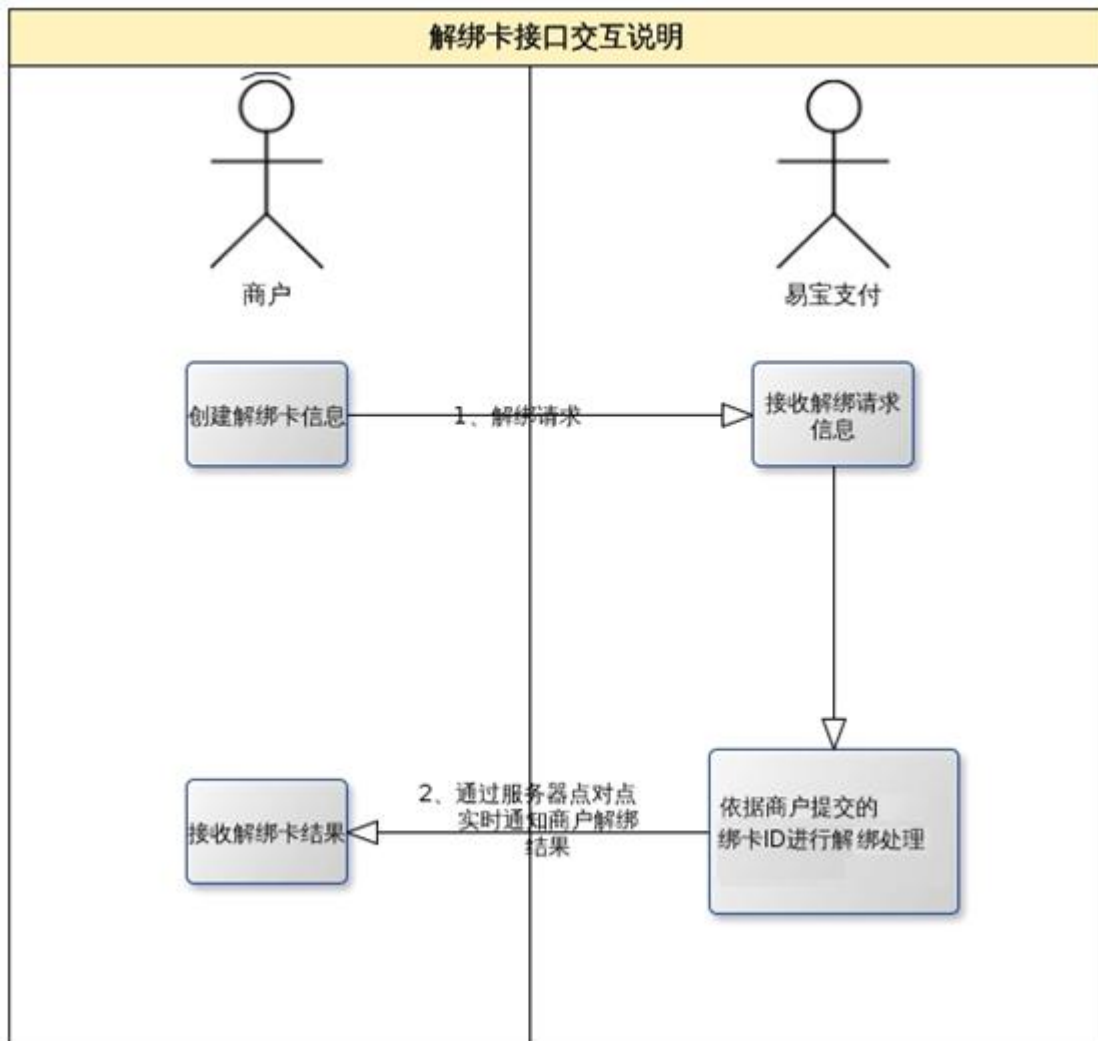 解绑卡接口交互说明
商户
易宝支付
创建解绑卡信息
1、解绑请求
接收解绑请求
信息
接收解绑卡结果
2、通过服务器点对点
实时通知商户解绑
结果
依据商户提交的
绑卡ID进行解绑处理